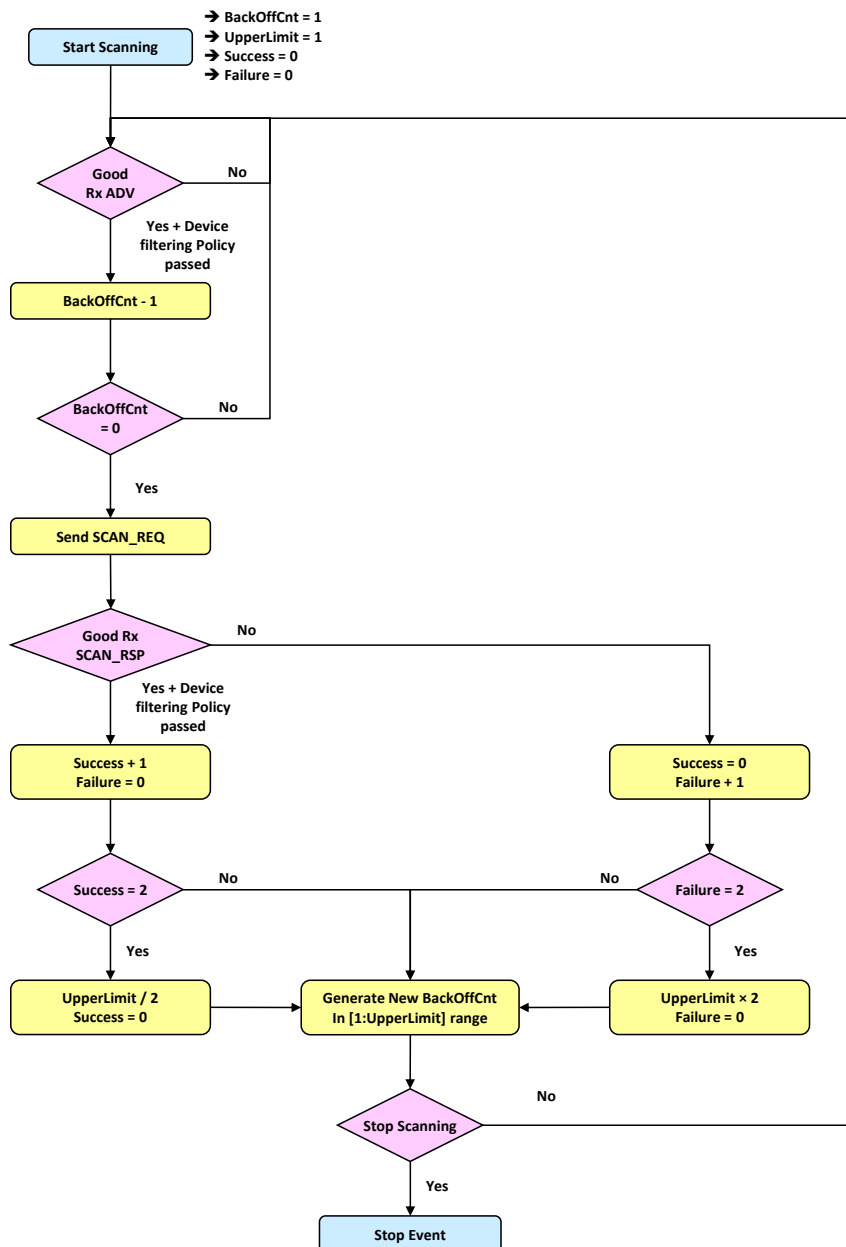 ➔ BackOffCnt = 1
Start Scanning
➔ UpperLimit = 1
➔ Success = 0
➔ Failure = 0
Good
Rx ADV
No
Yes + Device
filtering Policy
passed
BackOffCnt - 1
BackOffCnt
= 0
No
Yes
Send SCAN_REQ
Good Rx
SCAN_RSP
No
Yes + Device
filtering Policy
passed
Success + 1
Failure = 0
Success = 0
Failure + 1
Success = 2
No
No
Failure = 2
Yes
Yes
UpperLimit / 2
Success = 0
Generate New BackOffCnt
In [1:UpperLimit] range
UpperLimit × 2
Failure = 0
Stop Scanning
No
Yes
Stop Event